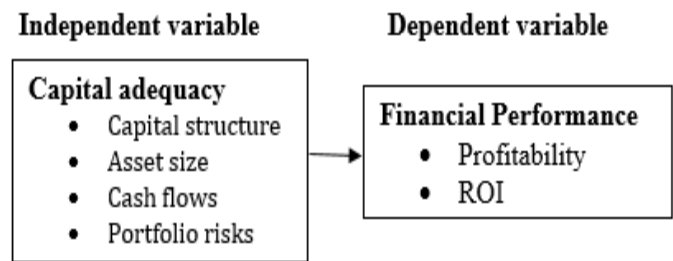 Independent variable
Dependent variable
Capital adequacy
• Capital structure
• Asset size
• Cash flows
• Portfolio risks
Financial Performance
• Profitability
• ROI